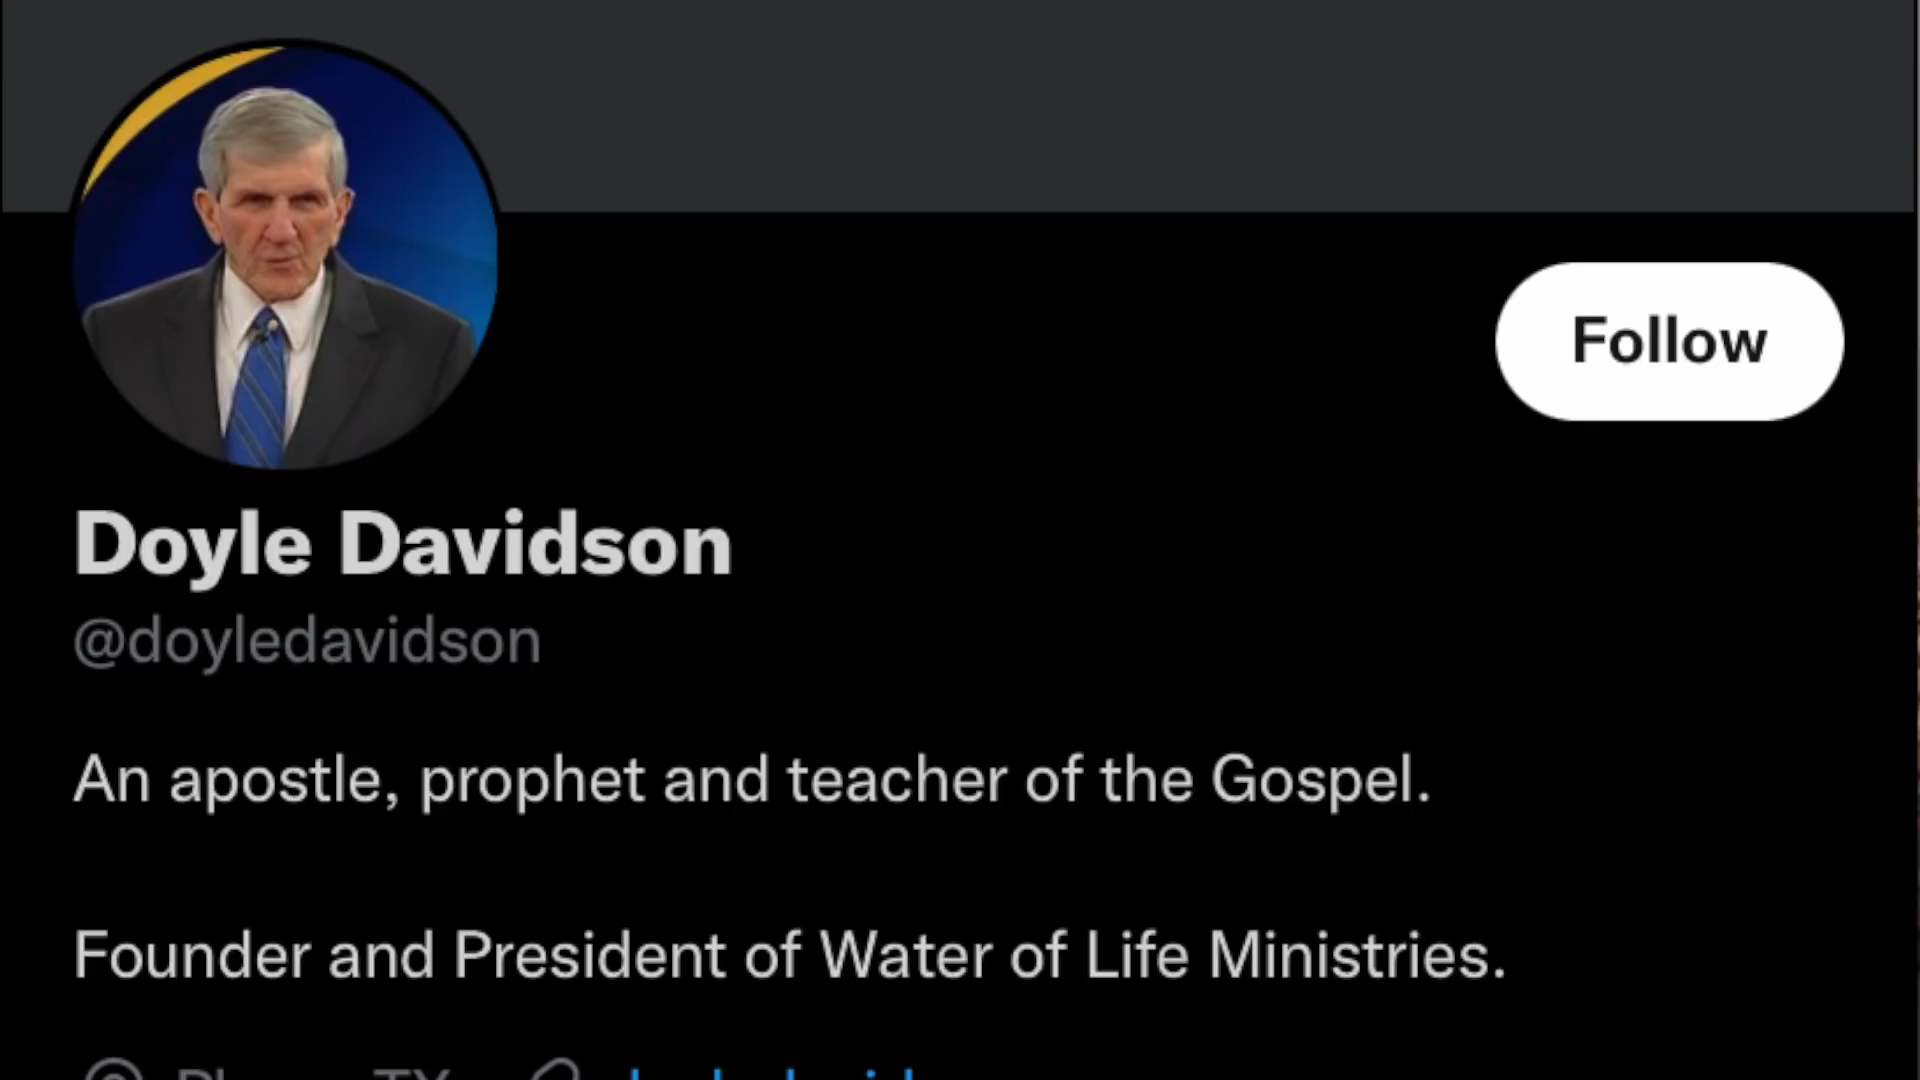 Follow
Doyle Davidson
@doyledavidson
An apostle, prophet and teacher of the Gospel.
Founder and President of Water of Life Ministries.
TX